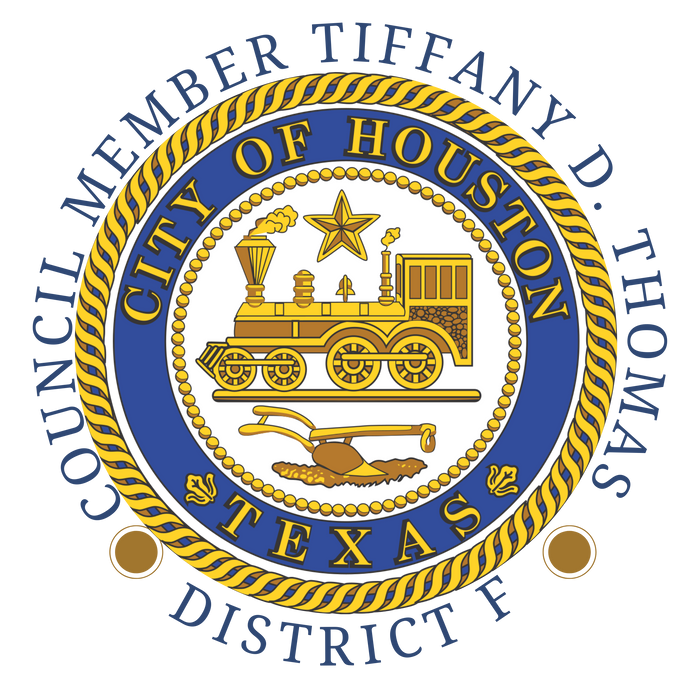 COUNCIL MEMBER TIFFANY D. THOMAS
CITY OF HOUSTON
TEXAS
DISTRICT F